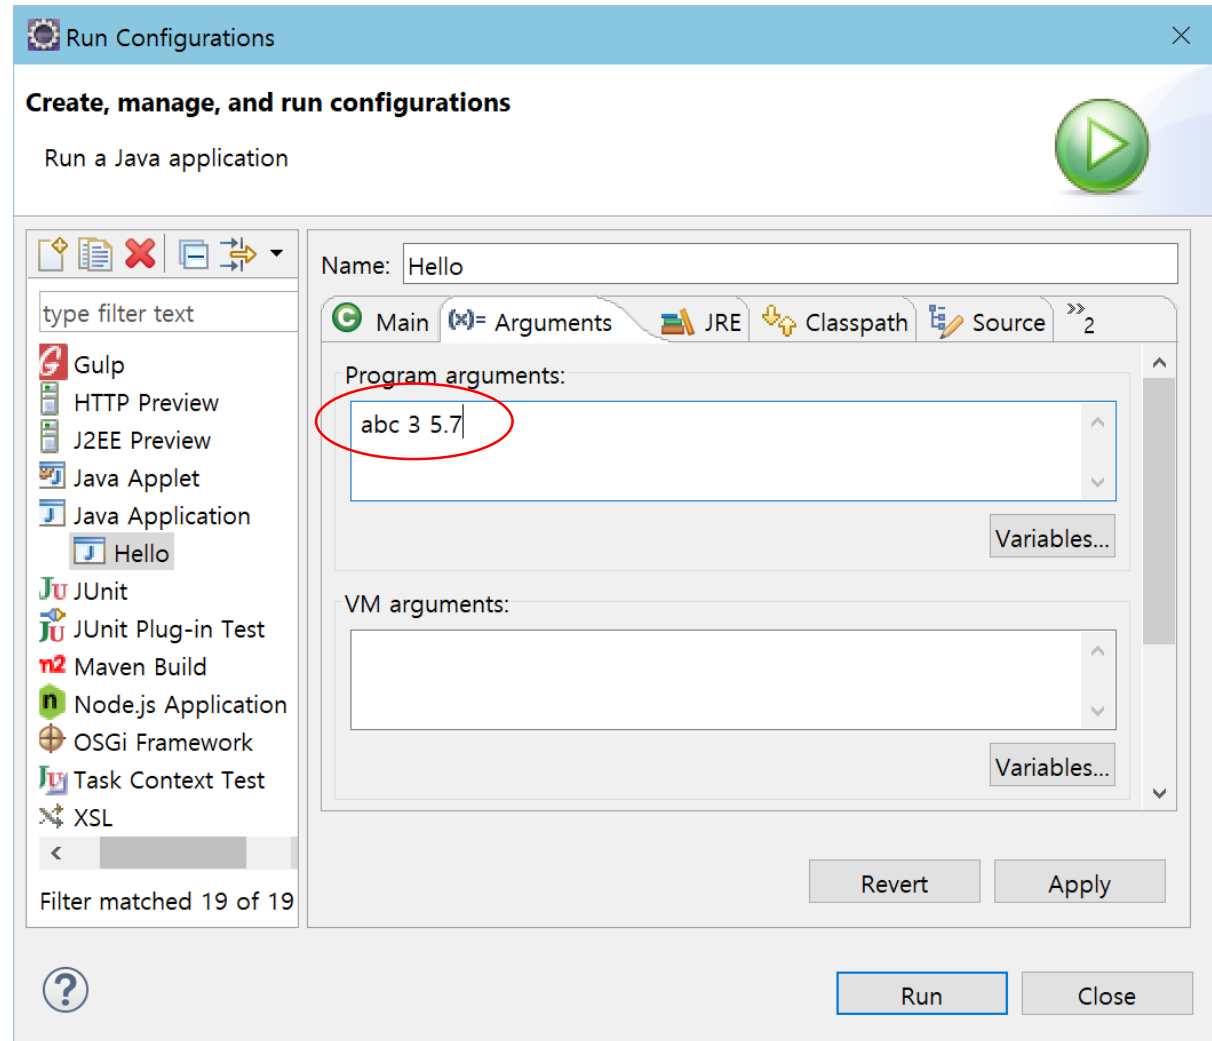 Run Configurations
Create, manage, and run configurations
Run a Java application
type filter text
Gulp
HTTP Preview
J2EE Preview
Java Applet
Java Application
Hello
JUnit
JUnit Plug-in Test
Maven Build
Node.js Application
OSGi Framework
Task Context Test
XSL
Filter matched 19 of 19
Name: Hello
Main (x)= Arguments JRE Classpath Source »2
Program arguments:
abc 3 5.7
Variables...
VM arguments:
Variables...
Revert Apply
Run Close